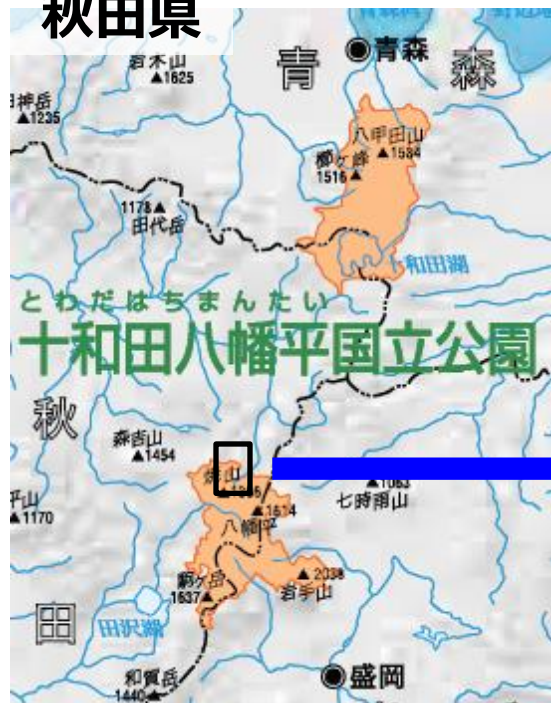 秋田県
岩木山
▲1625
青森
◉青森
▲1235
八甲田山
▲1584
櫛ヶ峰
1516▲
1178▲
田代岳
和田湖
とわだはちまんたい
十和田八幡平国立公園
秋
森吉山
▲1454
焼山
▲1063
七時雨山
▲1170
▲1614
八幡平
▲2038
岩手山
駒ヶ岳
1637▲
田
田沢湖
和賀岳
1440▲
◉盛岡